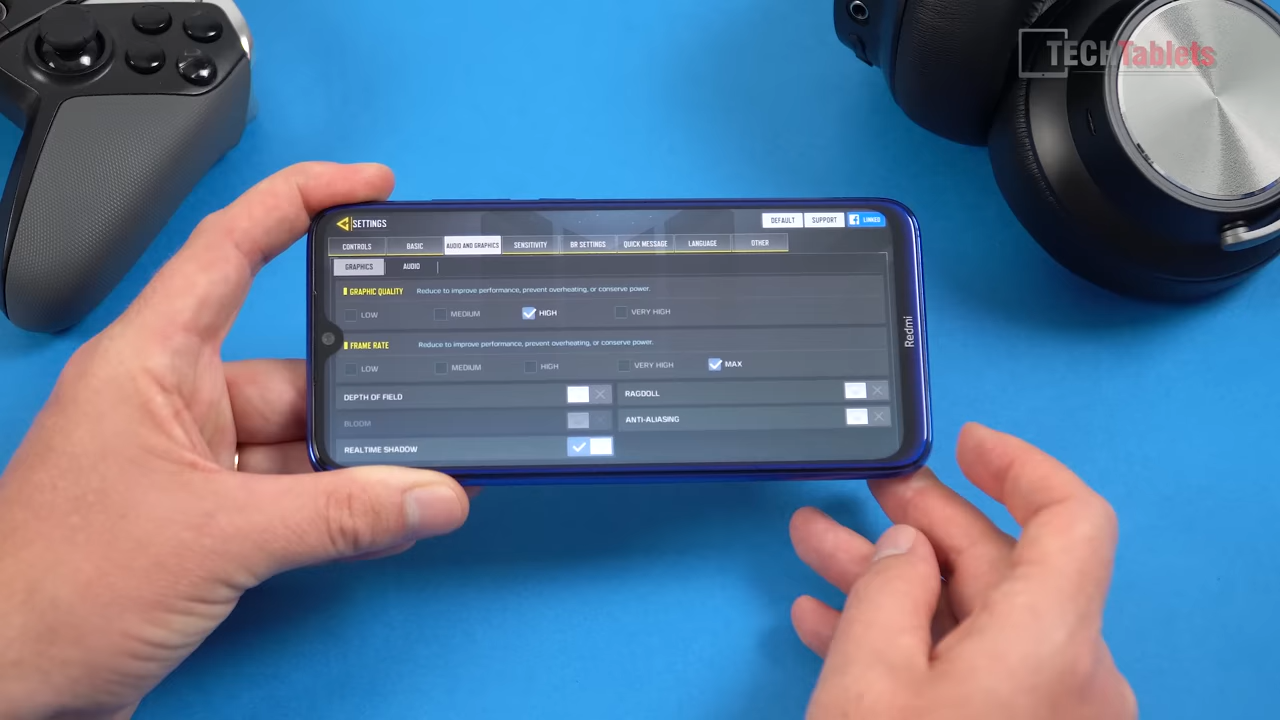 TECHTablets
SETTINGS
DEFAULT SUPPORT LINKED
CONTROLS BASIC AUDIO AND GRAPHICS SENSITIVITY BR SETTINGS QUICK MESSAGE LANGUAGE OTHER
GRAPHICS AUDIO
GRAPHIC QUALITY Reduce to improve performance, prevent overheating, or conserve power.
LOW MEDIUM HIGH VERY HIGH
FRAME RATE Reduce to improve performance, prevent overheating, or conserve power.
LOW MEDIUM HIGH VERY HIGH MAX
DEPTH OF FIELD RAGDOLL
BLOOM ANTI-ALIASING
REALTIME SHADOW
Redmi